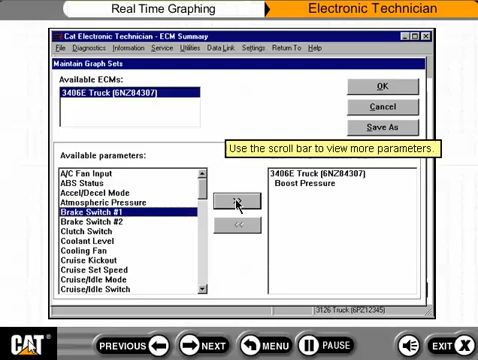 Real Time Graphing
Electronic Technician
Cat Electronic Technician - ECM Summary
File Diagnostics Information Service Utilities Data Link Settings Return To Help
Maintain Graph Sets
Available ECMs:
3406E Truck (6NZ84307)
OK
Cancel
Save As
Use the scroll bar to view more parameters.
Available parameters:
A/C Fan Input
ABS Status
Accel/Decel Mode
Atmospheric Pressure
Brake Switch #1
Brake Switch #2
Clutch Switch
Coolant Level
Cooling Fan
Cruise Kickout
Cruise Set Speed
Cruise/Idle Mode
Cruise/Idle Switch
>>
<<
3406E Truck (6NZ84307)
Boost Pressure
3126 Truck (6PZ12345)
CAT
PREVIOUS
NEXT
MENU
PAUSE
EXIT X